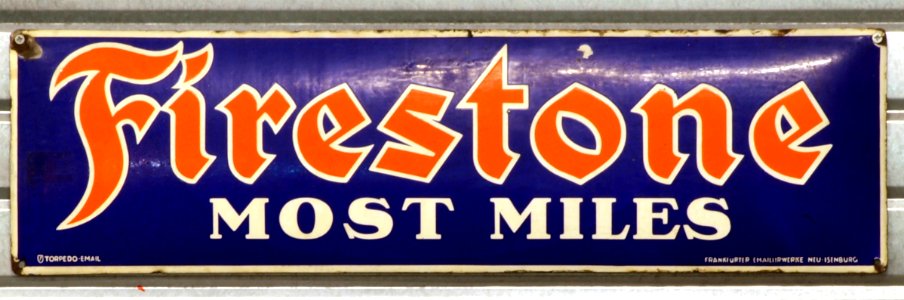 Firestone
MOST MILES
TORPEDO-EMAIL
FRANKFURTER EMAILLIRWERKE NEU-ISENBURG